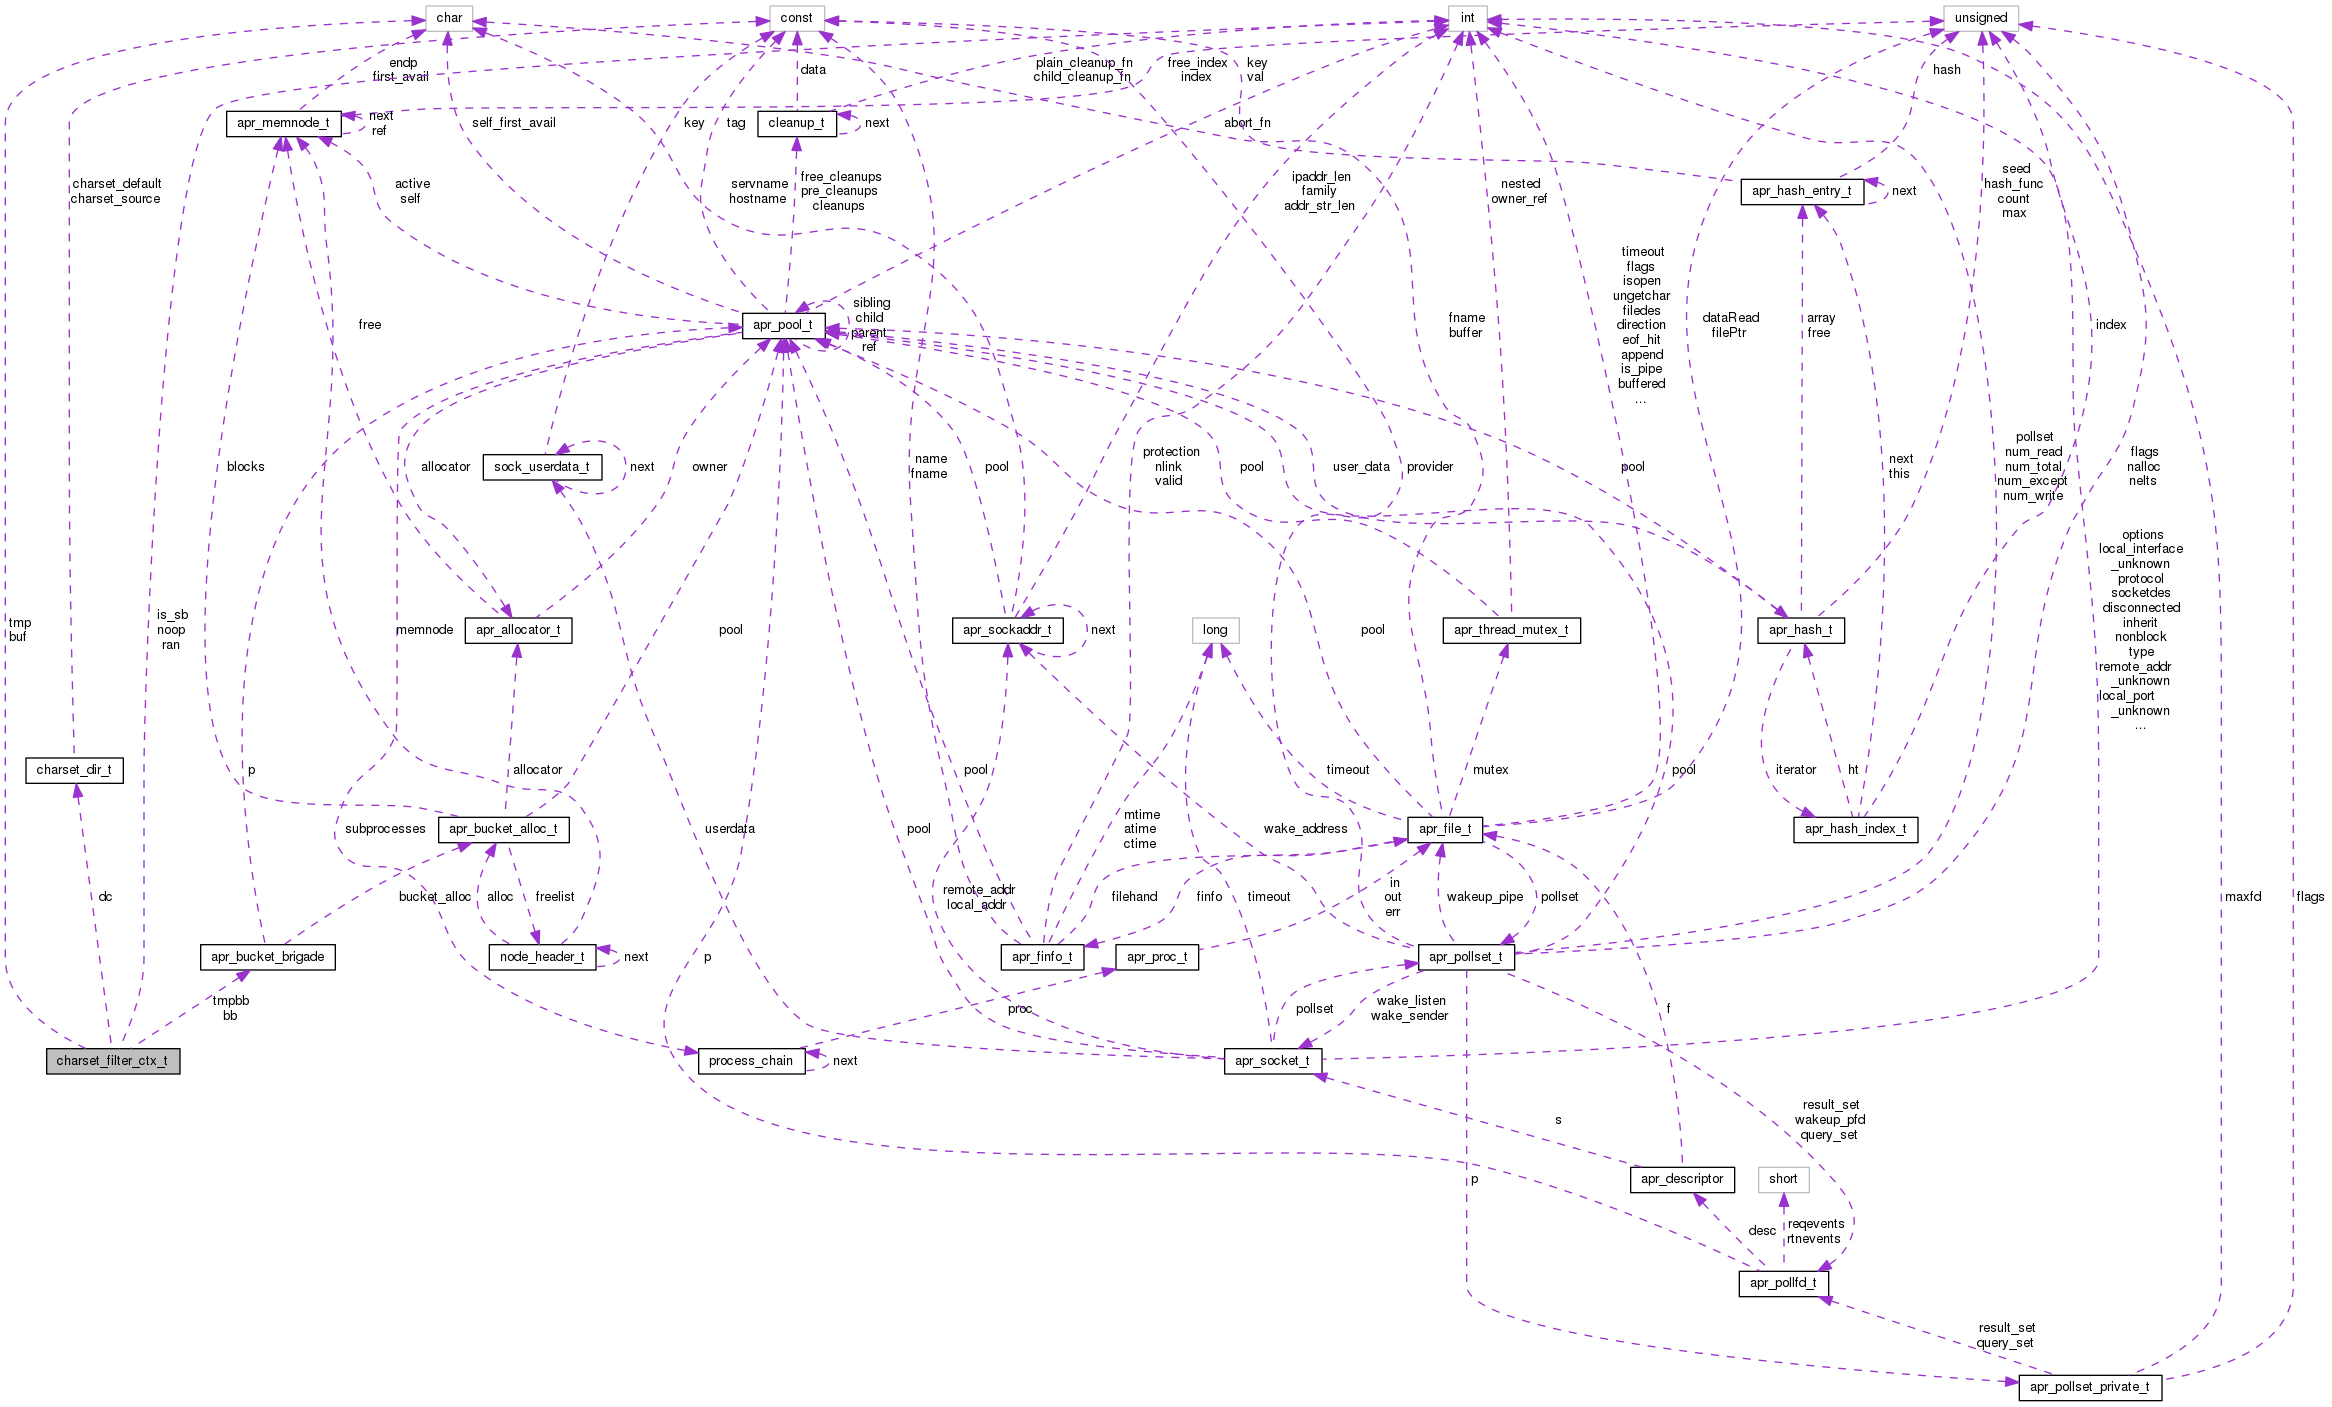 char
const
int
unsigned
endp
first_avail
data
plain_cleanup_fn
child_cleanup_fn
free_index
index
key
val
hash
apr_memnode_t
next
ref
self_first_avail
key
tag
cleanup_t
next
abort_fn
charset_default
charset_source
active
self
servname
hostname
free_cleanups
pre_cleanups
cleanups
ipaddr_len
family
addr_str_len
nested
owner_ref
apr_hash_entry_t
next
seed
hash_func
count
max
free
apr_pool_t
sibling
child
parent
ref
fname
buffer
timeout
flags
isopen
ungetchar
filedes
direction
eof_hit
append
is_pipe
buffered
...
dataRead
filePtr
array
free
index
blocks
allocator
sock_userdata_t
next
owner
name
fname
pool
protection
nlink
valid
pool
user_data
provider
pool
next
this
pollset
num_read
num_total
num_except
num_write
flags
nalloc
nelts
tmp
buf
is_sb
noop
ran
memnode
apr_allocator_t
pool
apr_sockaddr_t
next
long
pool
apr_thread_mutex_t
apr_hash_t
options
local_interface
_unknown
protocol
socketdes
disconnected
inherit
nonblock
type
remote_addr
_unknown
local_port
_unknown
...
charset_dir_t
p
allocator
pool
timeout
mutex
pool
iterator
ht
subprocesses
apr_bucket_alloc_t
userdata
pool
mtime
atime
ctime
wake_address
apr_file_t
apr_hash_index_t
dc
bucket_alloc
alloc
freelist
remote_addr
local_addr
filehand
finfo
timeout
in
out
err
wakeup_pipe
pollset
maxfd
flags
apr_bucket_brigade
node_header_t
next
p
apr_finfo_t
apr_proc_t
apr_pollset_t
tmpbb
bb
proc
pollset
wake_listen
wake_sender
f
charset_filter_ctx_t
process_chain
next
apr_socket_t
s
result_set
wakeup_pfd
query_set
p
apr_descriptor
short
desc
reqevents
rtnevents
apr_pollfd_t
result_set
query_set
apr_pollset_private_t